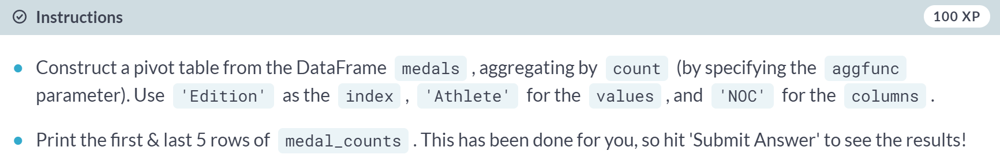 Instructions
100 XP
Construct a pivot table from the DataFrame medals , aggregating by count (by specifying the aggfunc
parameter). Use 'Edition' as the index , 'Athlete' for the values , and 'NOC' for the columns .
Print the first & last 5 rows of medal_counts . This has been done for you, so hit 'Submit Answer' to see the results!